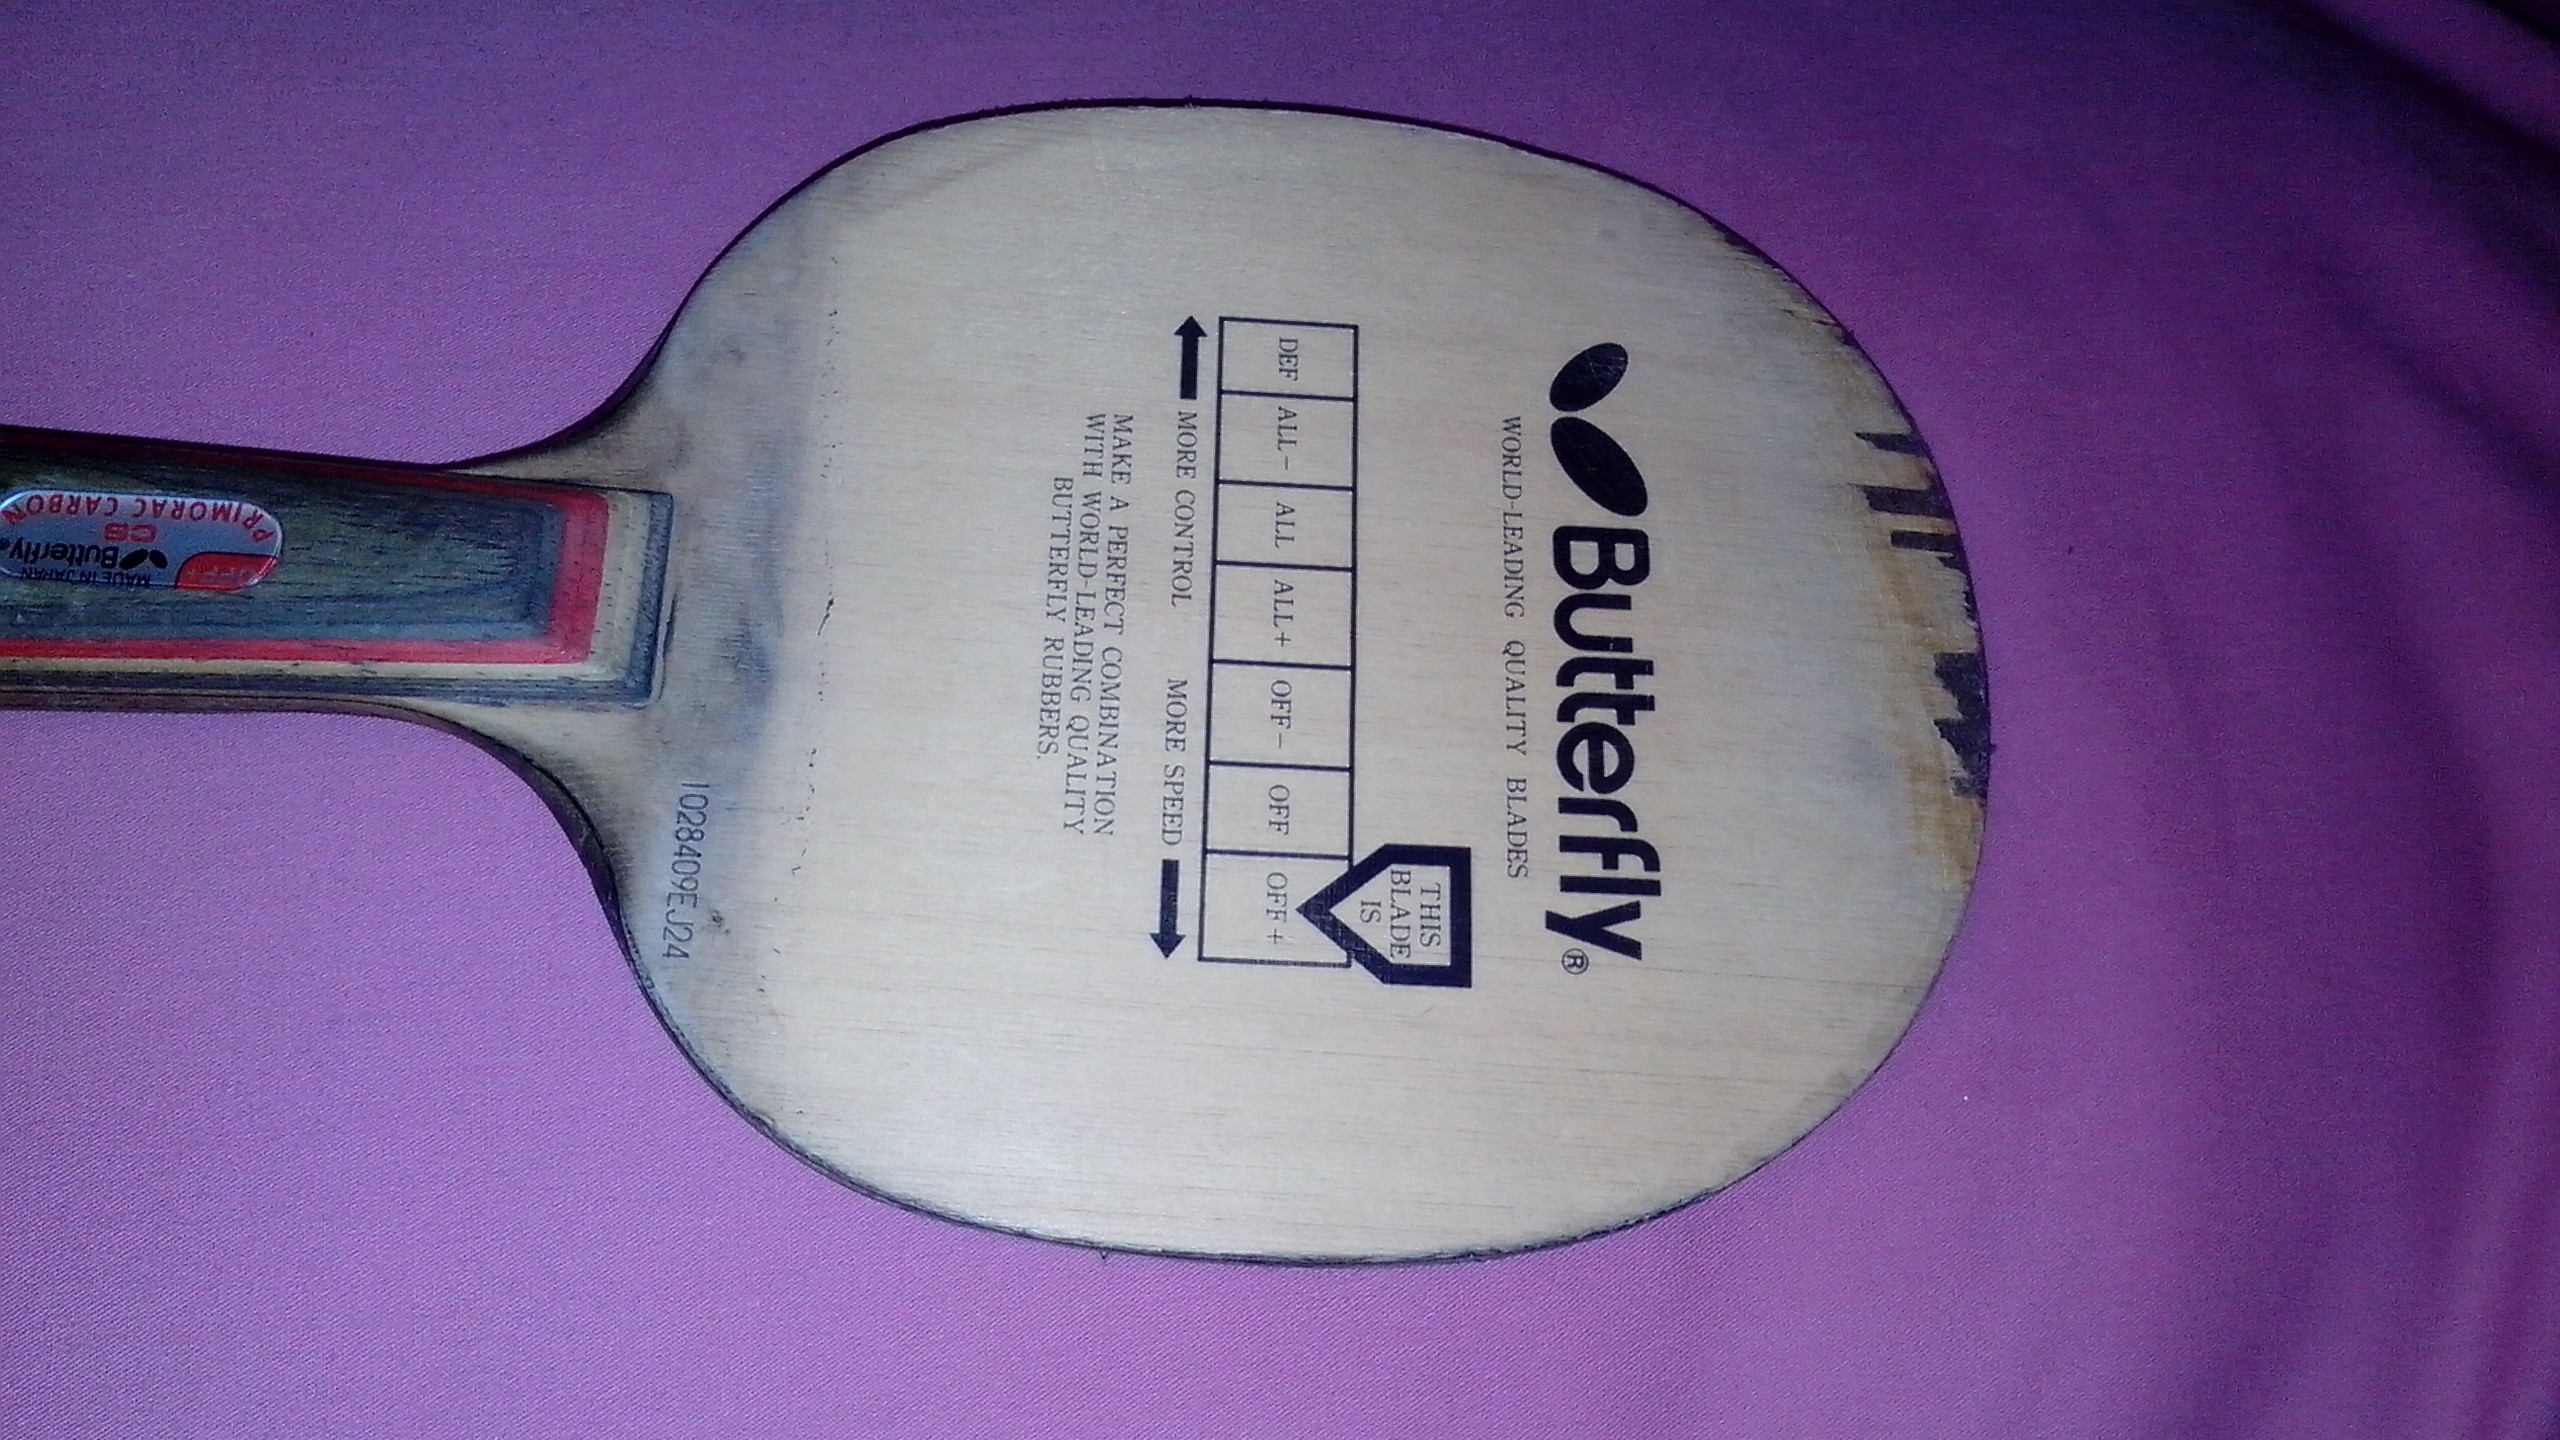 Butterfly®
WORLD-LEADING QUALITY BLADES
THIS
BLADE
IS
DEF ALL- ALL ALL+ OFF- OFF OFF+
MORE CONTROL MORE SPEED
MAKE A PERFECT COMBINATION
WITH WORLD-LEADING QUALITY
BUTTERFLY RUBBERS.
1028409EJ24
MADE IN JAPAN
Butterfly
CB
PRIMORAC CARBON